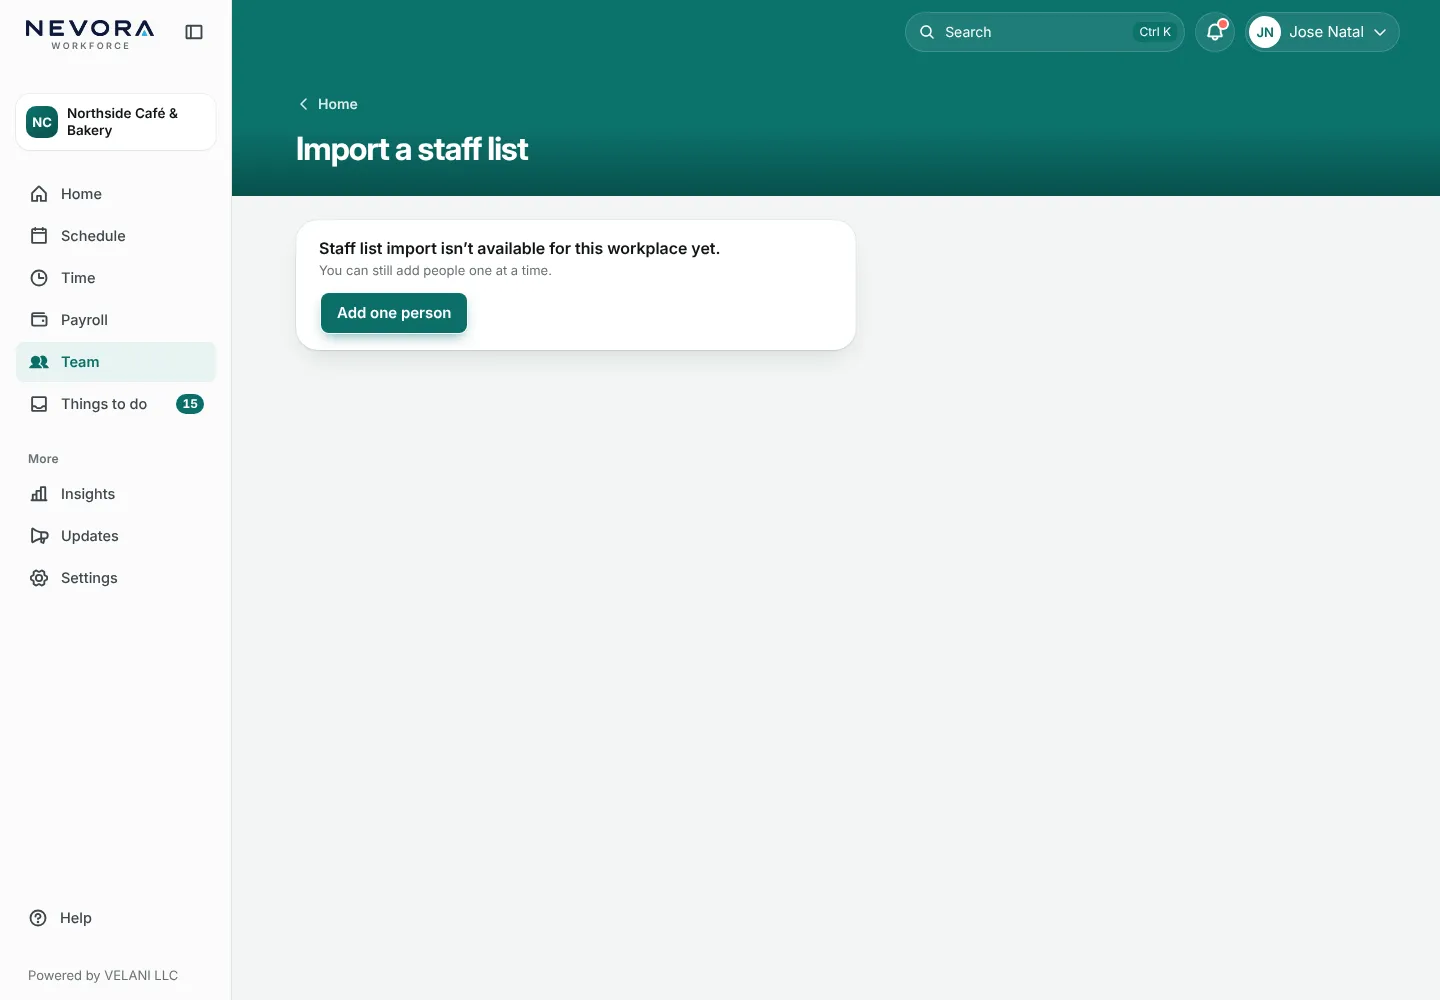 NEVORA
WORKFORCE
Search
Ctrl K
JN
Jose Natal
NC
Northside Café &
Bakery
Home
Schedule
Time
Payroll
Team
Things to do
15
More
Insights
Updates
Settings
Help
Powered by VELANI LLC
Home
Import a staff list
Staff list import isn’t available for this workplace yet.
You can still add people one at a time.
Add one person